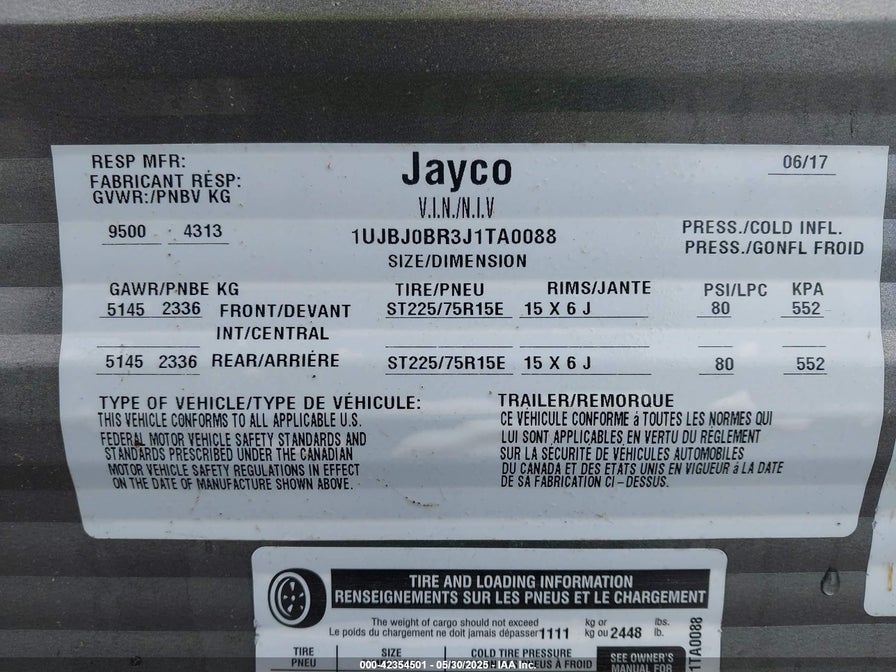 RESP MFR:
Jayco
06/17
FABRICANT RÉSP:
GVWR:/PNBV KG
V.I.N./N.I.V
9500 4313
1UJBJ0BR3J1TA0088
PRESS./COLD INFL.
PRESS./GONFL FROID
SIZE/DIMENSION
GAWR/PNBE KG TIRE/PNEU RIMS/JANTE PSI/LPC KPA
5145 2336 FRONT/DEVANT ST225/75R15E 15 X 6 J 80 552
INT/CENTRAL
5145 2336 REAR/ARRIÉRE ST225/75R15E 15 X 6 J 80 552
TYPE OF VEHICLE/TYPE DE VÉHICULE: TRAILER/REMORQUE
THIS VEHICLE CONFORMS TO ALL APPLICABLE U.S.
FEDERAL MOTOR VEHICLE SAFETY STANDARDS AND
STANDARDS PRESCRIBED UNDER THE CANADIAN
MOTOR VEHICLE SAFETY REGULATIONS IN EFFECT
ON THE DATE OF MANUFACTURE SHOWN ABOVE.
CE VÉHICULE CONFORME à TOUTES LES NORMES QUI
LUI SONT APPLICABLES EN VERTU DU RÈGLEMENT
SUR LA SÉCURITÉ DE VÉHICULES AUTOMOBILES
DU CANADA ET DES ÉTATS UNIS EN VIGUEUR à LA DATE
DE SA FABRICATION CI-DESSUS.
TIRE AND LOADING INFORMATION
RENSEIGNEMENTS SUR LES PNEUS ET LE CHARGEMENT
The weight of cargo should not exceed kg or lbs.
Le poids du chargement ne doit jamais dépasser 1111 kg ou 2448 lb.
TIRE SIZE COLD TIRE PRESSURE SEE OWNER'S
PNEU PNEUS À FROID MANUAL FOR
1TA0088
000-42354501 - 05/30/2025 - IAA Inc.